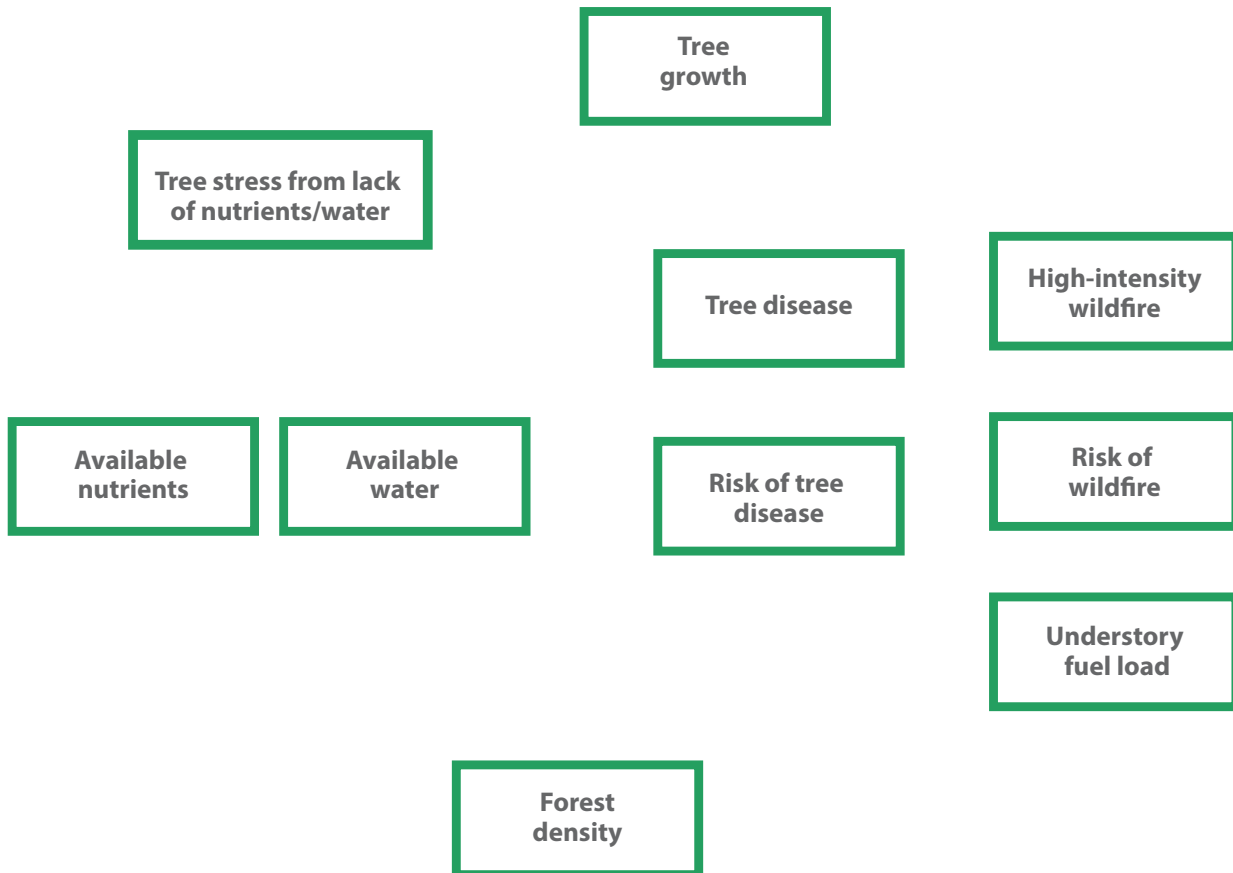 Tree
growth
Tree stress from lack
of nutrients/water
High-intensity
wildfire
Tree disease
Available
nutrients
Available
water
Risk of tree
disease
Risk of
wildfire
Understory
fuel load
Forest
density